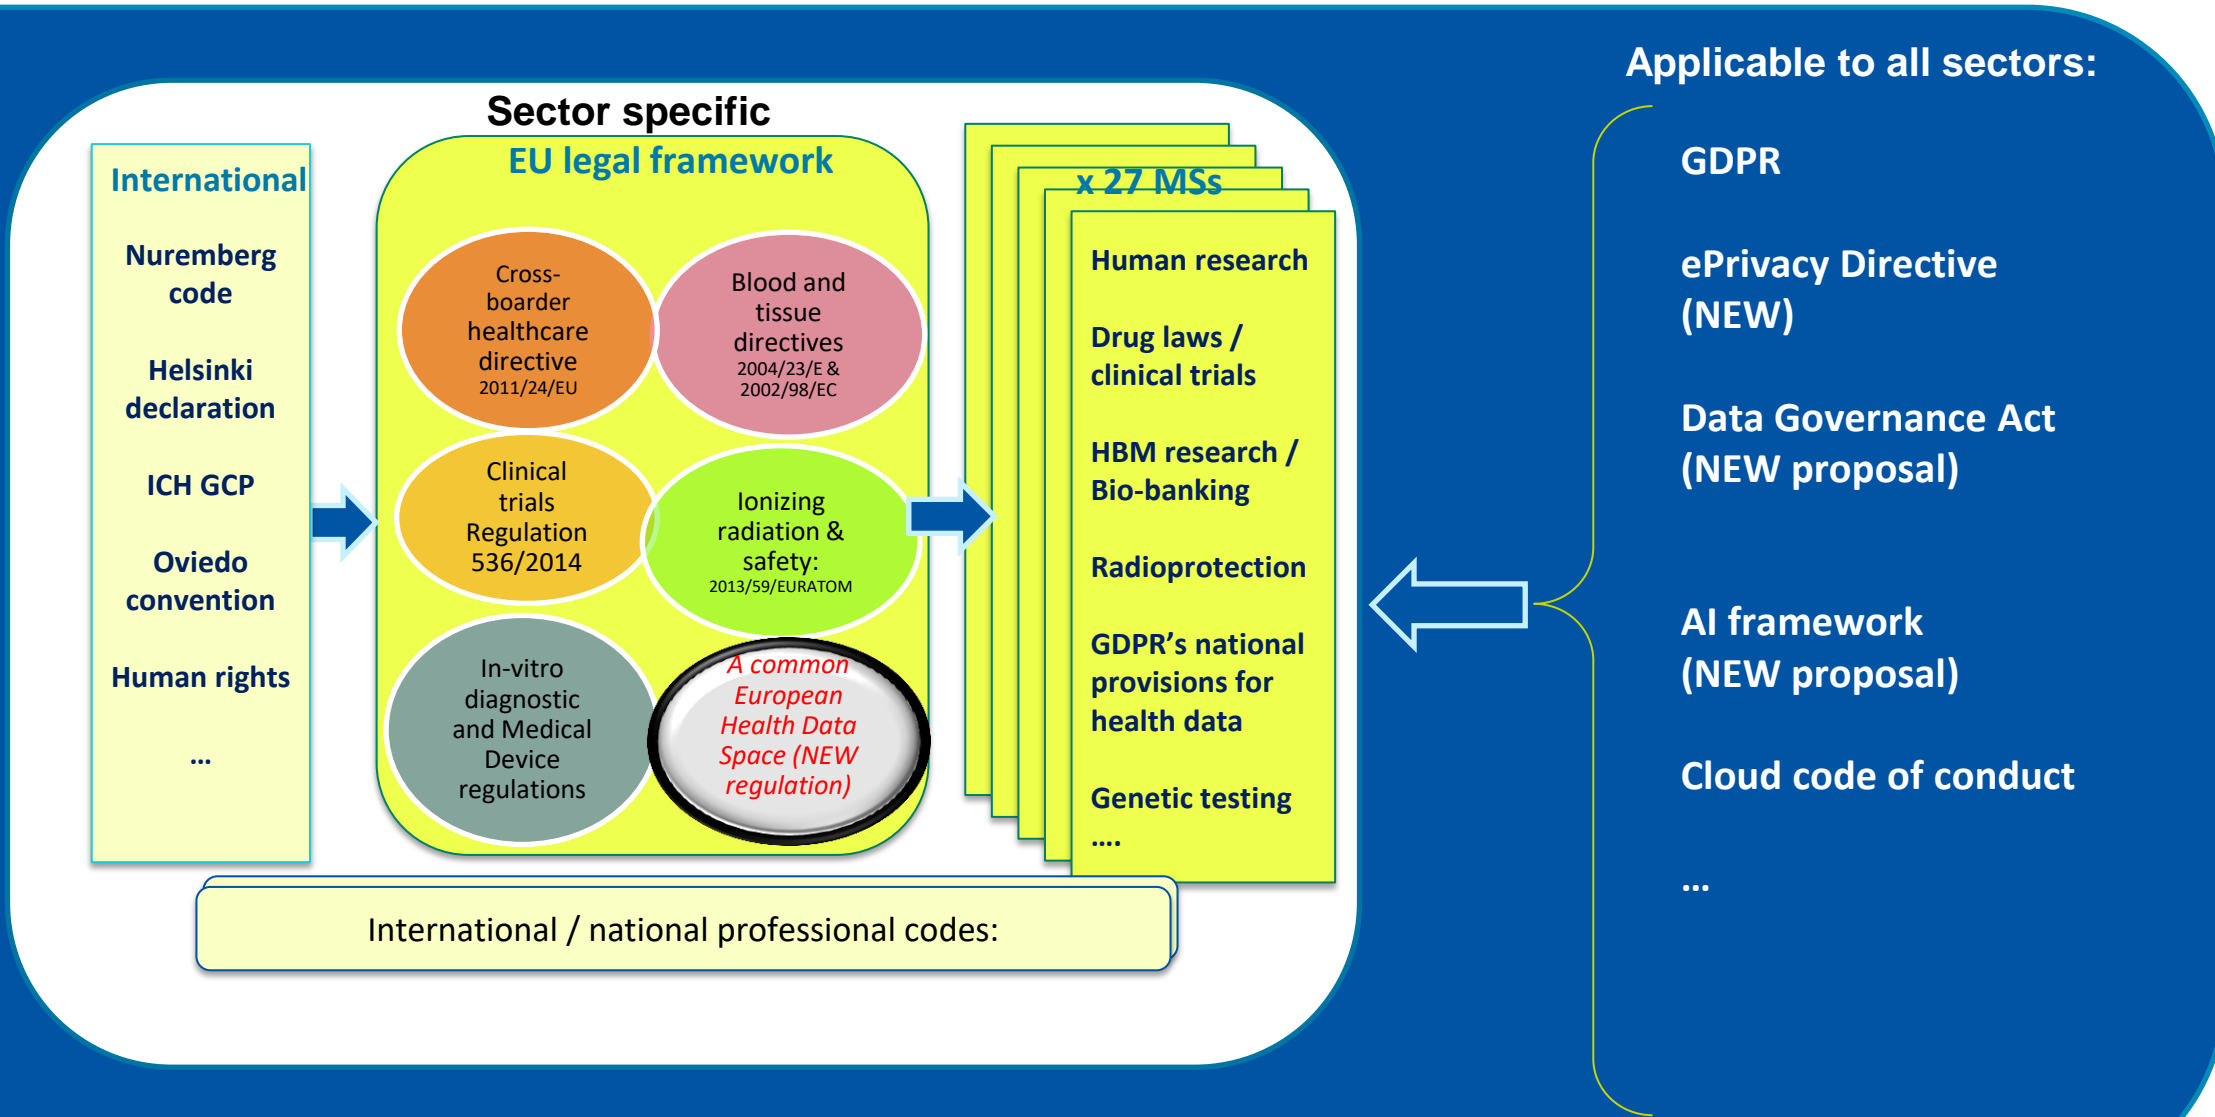 Sector specific
International
Nuremberg
code
Helsinki
declaration
ICH GCP
Oviedo
convention
Human rights
...
EU legal framework
Cross-
boarder
healthcare
directive
2011/24/EU
Blood and
tissue
directives
2004/23/E &
2002/98/EC
Clinical
trials
Regulation
536/2014
Ionizing
radiation &
safety:
2013/59/EURATOM
In-vitro
diagnostic
and Medical
Device
regulations
A common
European
Health Data
Space (NEW
regulation)
x 27 MSs
Human research
Drug laws /
clinical trials
HBM research /
Bio-banking
Radioprotection
GDPR’s national
provisions for
health data
Genetic testing
....
International / national professional codes:
Applicable to all sectors:
GDPR
ePrivacy Directive
(NEW)
Data Governance Act
(NEW proposal)
AI framework
(NEW proposal)
Cloud code of conduct
...